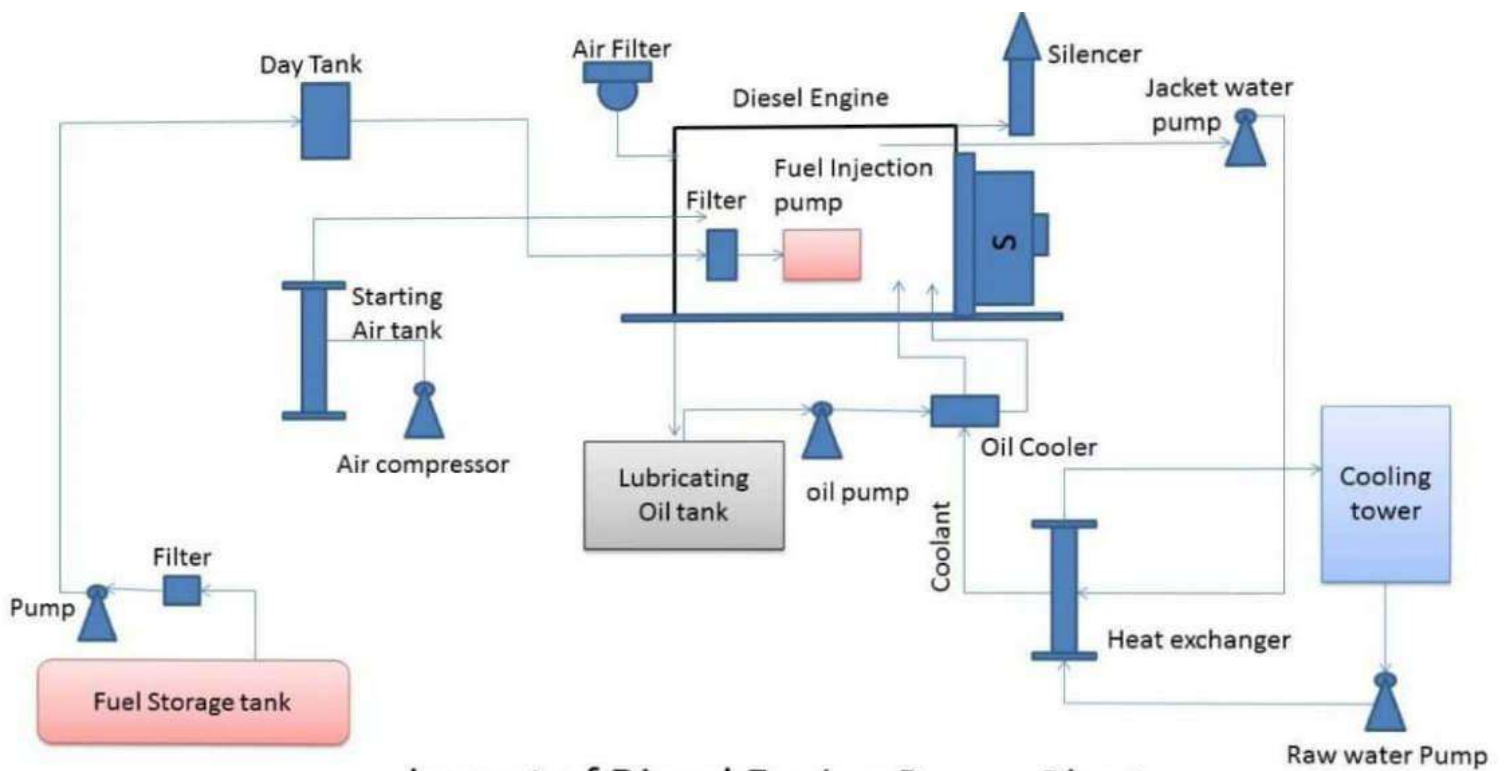 Air Filter
Day Tank
Silencer
Diesel Engine
Jacket water
pump
Fuel Injection
pump
Filter
S
Starting
Air tank
Air compressor
Oil Cooler
Lubricating
Oil tank
oil pump
Cooling
tower
Coolant
Filter
Pump
Heat exchanger
Fuel Storage tank
Raw water Pump